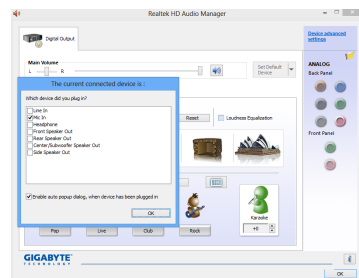 Realtek HD Audio Manager
Digital Output
Device advanced settings
Main Volume
L
R
Set Default Device
ANALOG
Back Panel
The current connected device is :
Which device did you plug in?
Line In
Mic In
Headphone
Front Speaker Out
Rear Speaker Out
Center/Subwoofer Speaker Out
Side Speaker Out
Enable auto popup dialog, when device has been plugged in
OK
Reset
Loudness Equalization
Front Panel
Karaoke
+0
Pop
Live
Club
Rock
GIGABYTE
TECHNOLOGY
OK